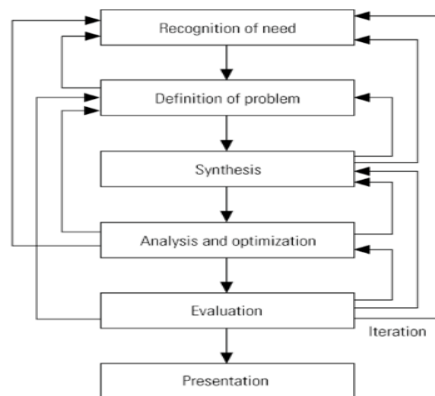 Recognition of need
Definition of problem
Synthesis
Analysis and optimization
Evaluation
Iteration
Presentation